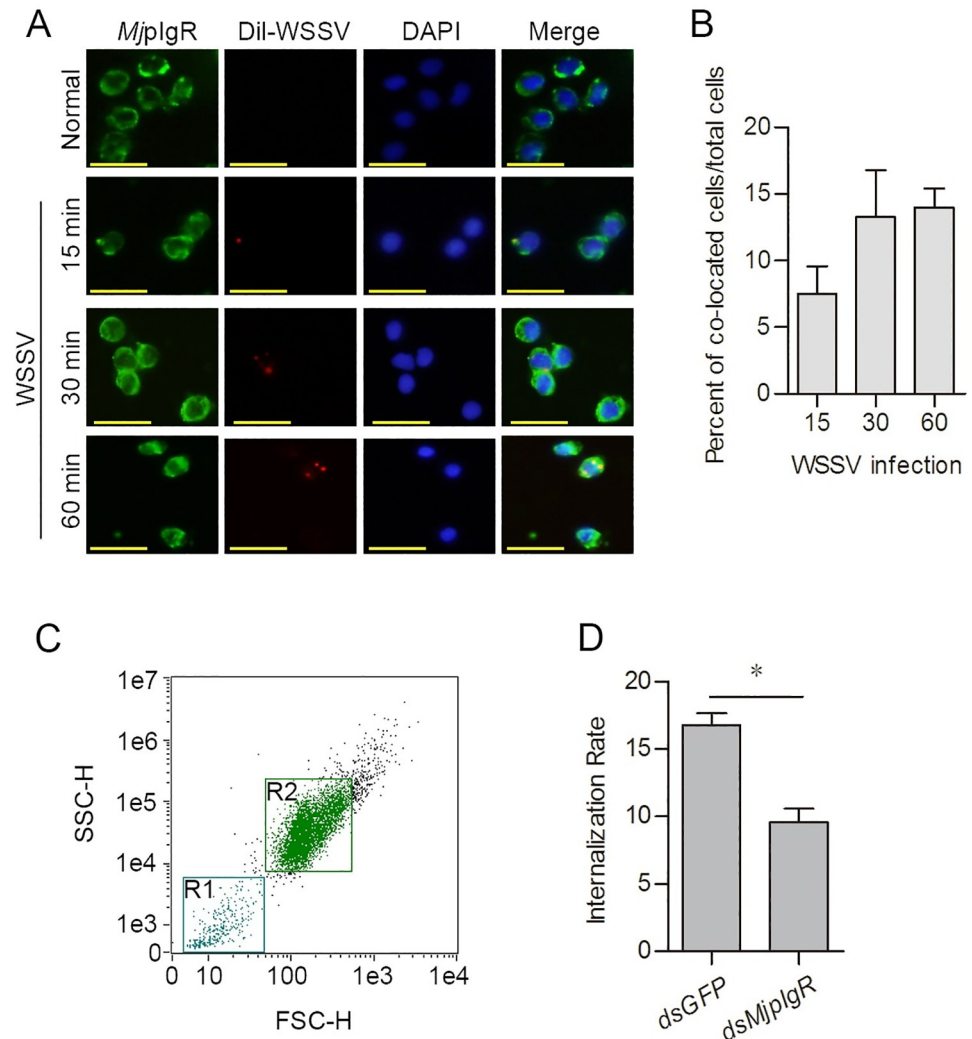 A
MjpIgR
DiI-WSSV
DAPI
Merge
Normal
WSSV
15 min
30 min
60 min
B
Percent of co-located cells/total cells
20
15
10
5
0
15
30
60
WSSV infection
C
SSC-H
1e7
1e6
1e5
1e4
1e3
0
R2
R1
0
10
100
1e3
1e4
FSC-H
D
Internalization Rate
20
15
10
5
0
*
dsGFP
dsMjpIgR